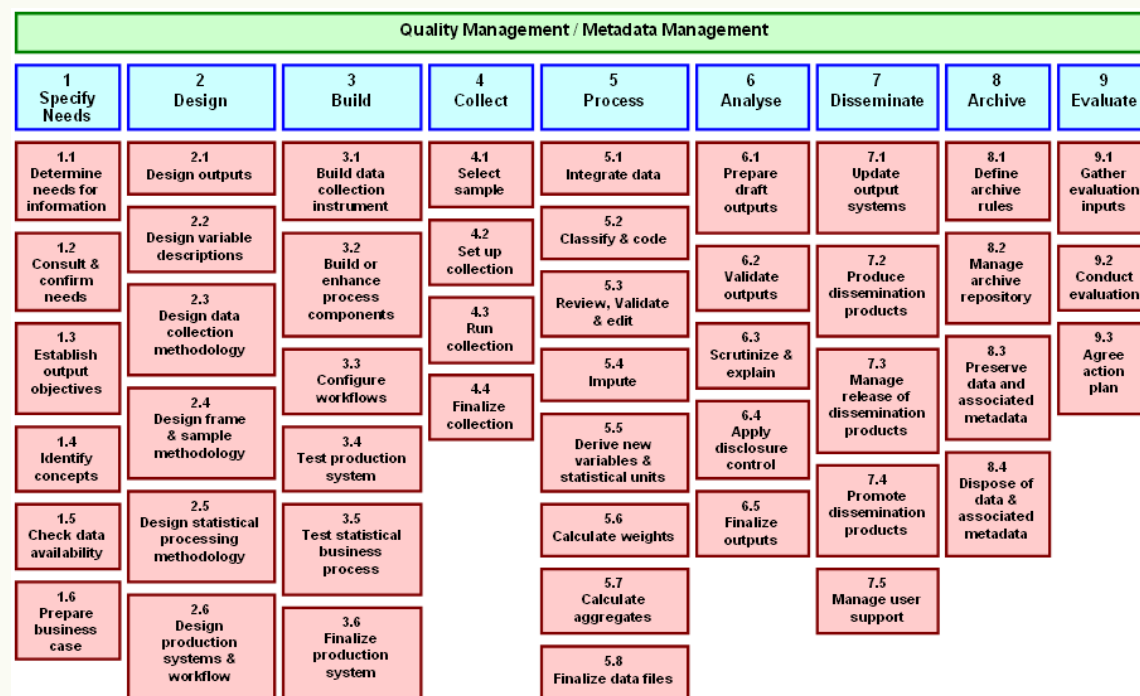 Quality Management / Metadata Management
1
Specify
Needs
2
Design
3
Build
4
Collect
5
Process
6
Analyse
7
Disseminate
8
Archive
9
Evaluate
1.1
Determine
needs for
information
1.2
Consult &
confirm
needs
1.3
Establish
output
objectives
1.4
Identify
concepts
1.5
Check data
availability
1.6
Prepare
business
case
2.1
Design outputs
2.2
Design variable
descriptions
2.3
Design data
collection
methodology
2.4
Design frame
& sample
methodology
2.5
Design statistical
processing
methodology
2.6
Design
production
systems &
workflow
3.1
Build data
collection
instrument
3.2
Build or
enhance
process
components
3.3
Configure
workflows
3.4
Test production
system
3.5
Test statistical
business
process
3.6
Finalize
production
system
4.1
Select
sample
4.2
Set up
collection
4.3
Run
collection
4.4
Finalize
collection
5.1
Integrate data
5.2
Classify & code
5.3
Review, Validate
& edit
5.4
Impute
5.5
Derive new
variables &
statistical units
5.6
Calculate weights
5.7
Calculate
aggregates
5.8
Finalize data files
6.1
Prepare
draft
outputs
6.2
Validate
outputs
6.3
Scrutinize &
explain
6.4
Apply
disclosure
control
6.5
Finalize
outputs
7.1
Update
output
systems
7.2
Produce
dissemination
products
7.3
Manage
release of
dissemination
products
7.4
Promote
dissemination
products
7.5
Manage user
support
8.1
Define
archive
rules
8.2
Manage
archive
repository
8.3
Preserve
data and
associated
metadata
8.4
Dispose of
data &
associated
metadata
9.1
Gather
evaluation
inputs
9.2
Conduct
evaluation
9.3
Agree
action
plan